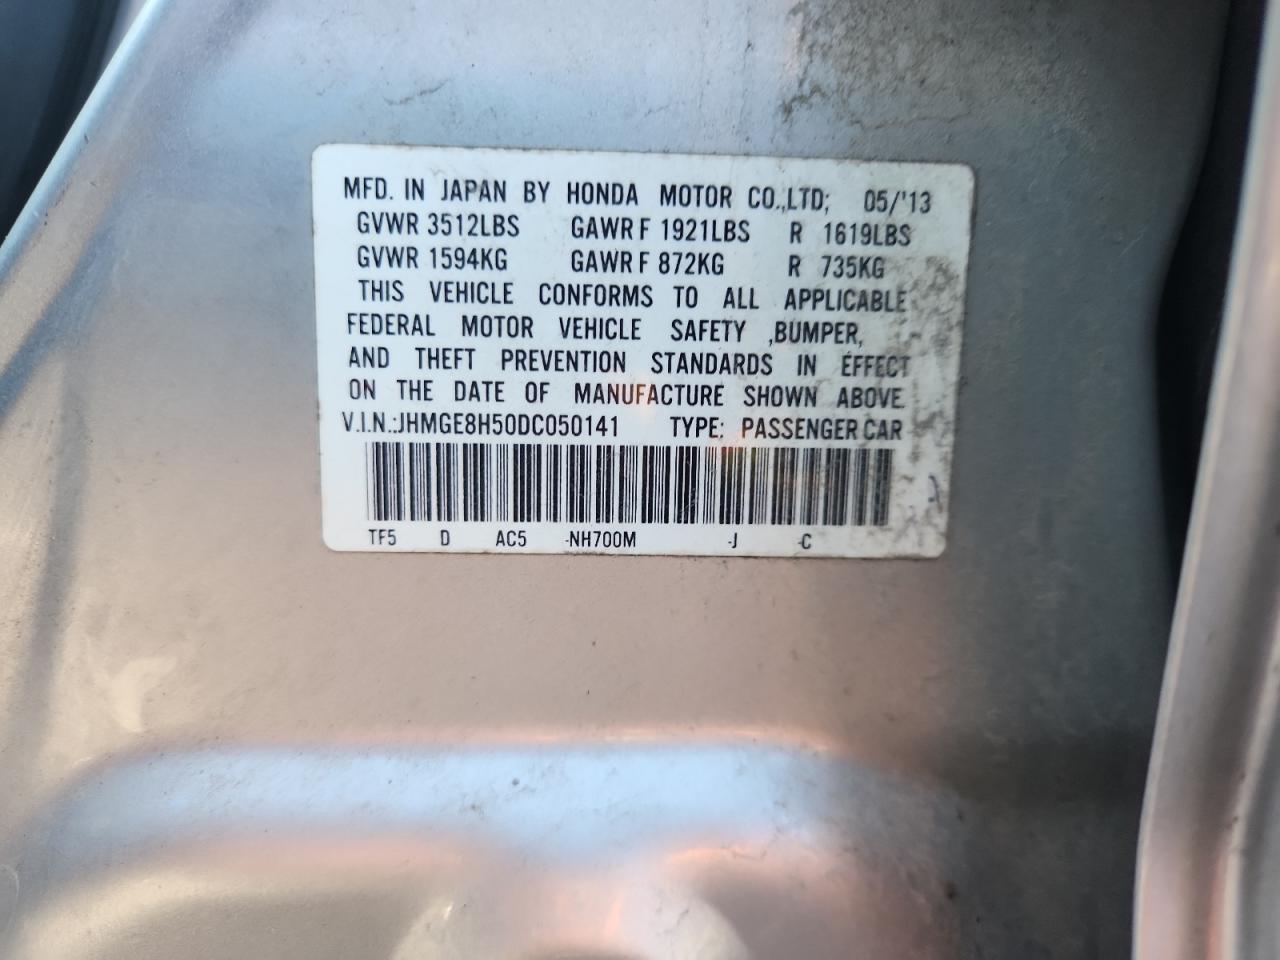 MFD. IN JAPAN BY HONDA MOTOR CO.,LTD; 05/'13
GVWR 3512LBS GAWR F 1921LBS R 1619LBS
GVWR 1594KG GAWR F 872KG R 735KG
THIS VEHICLE CONFORMS TO ALL APPLICABLE
FEDERAL MOTOR VEHICLE SAFETY ,BUMPER,
AND THEFT PREVENTION STANDARDS IN EFFECT
ON THE DATE OF MANUFACTURE SHOWN ABOVE.
V.I.N.:JHMGE8H50DC050141 TYPE: PASSENGER CAR
TF5 D AC5 -NH700M -J -C